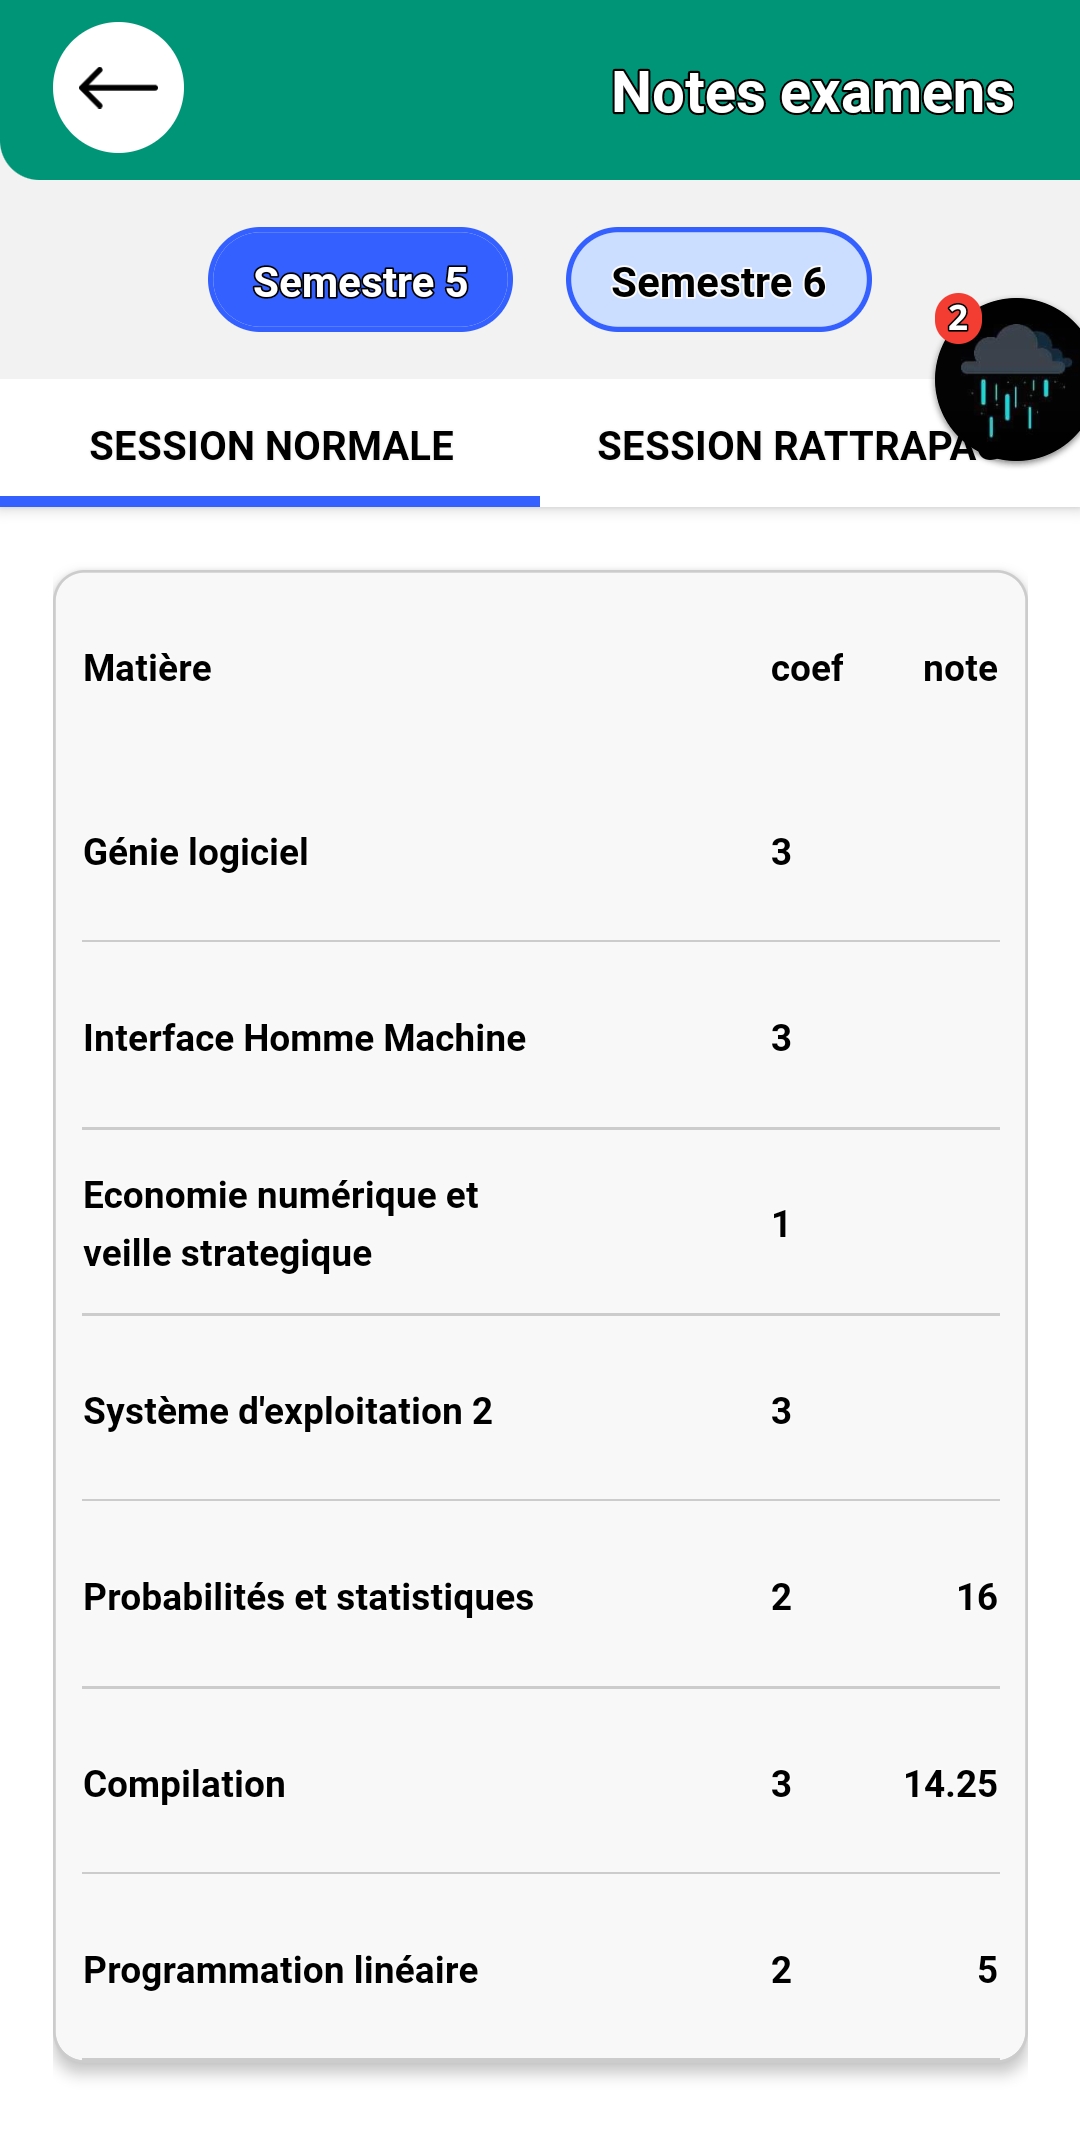 Notes examens
Semestre 5 Semestre 6
2
SESSION NORMALE SESSION
Matière coef note
Génie logiciel 3
Interface Homme Machine 3
Economie numérique et
veille strategique 1
Système d'exploitation 2 3
Probabilités et statistiques 2 16
Compilation 3 14.25
Programmation linéaire 2 5